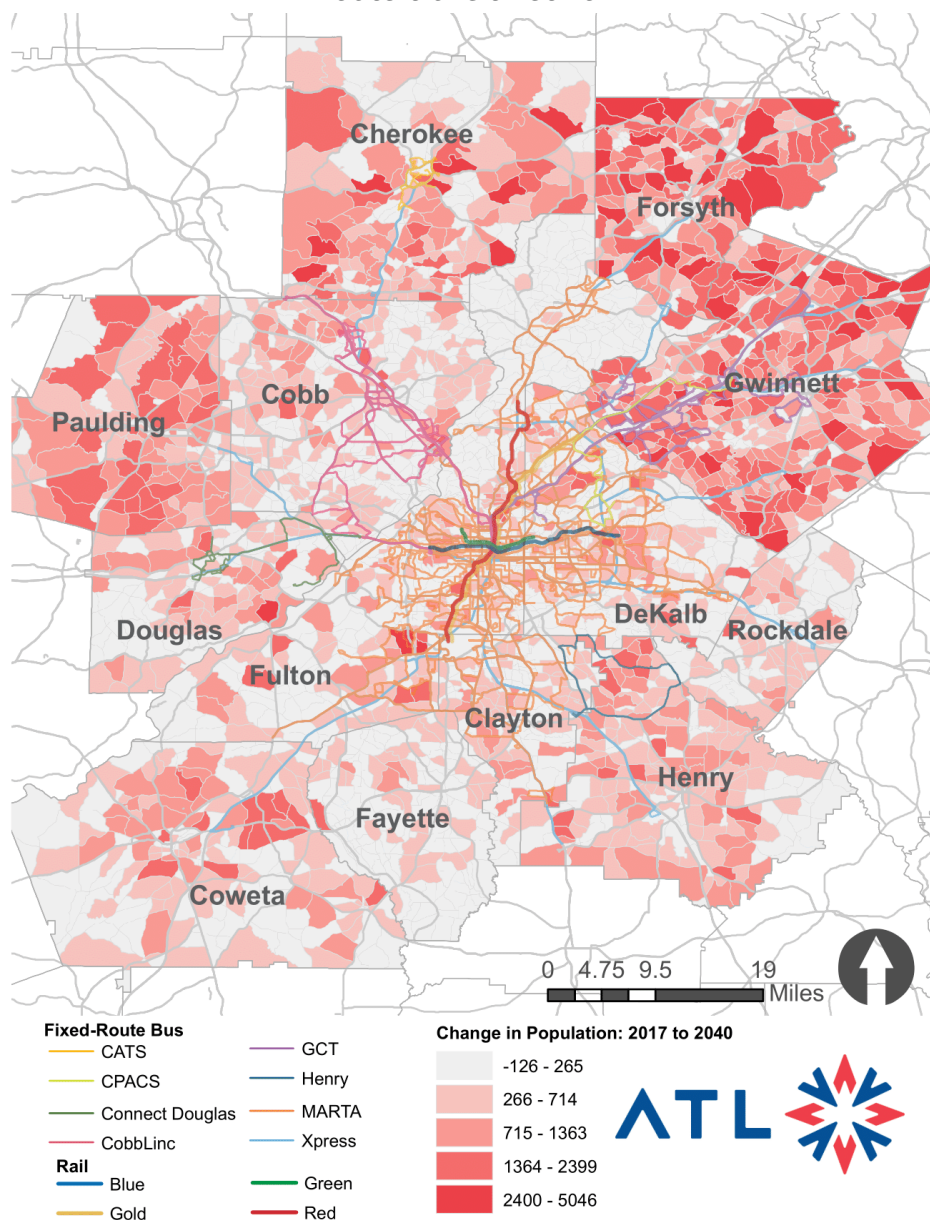 Cherokee
Forsyth
Gwinnett
Cobb
Paulding
DeKalb
Douglas
Rockdale
Fulton
Clayton
Henry
Fayette
Coweta
0 4.75 9.5 19
Miles
Fixed-Route Bus
CATS
CPACS
Connect Douglas
CobbLinc
GCT
Henry
MARTA
Xpress
Rail
Blue
Gold
Green
Red
Change in Population: 2017 to 2040
-126 - 265
266 - 714
715 - 1363
1364 - 2399
2400 - 5046
ATL